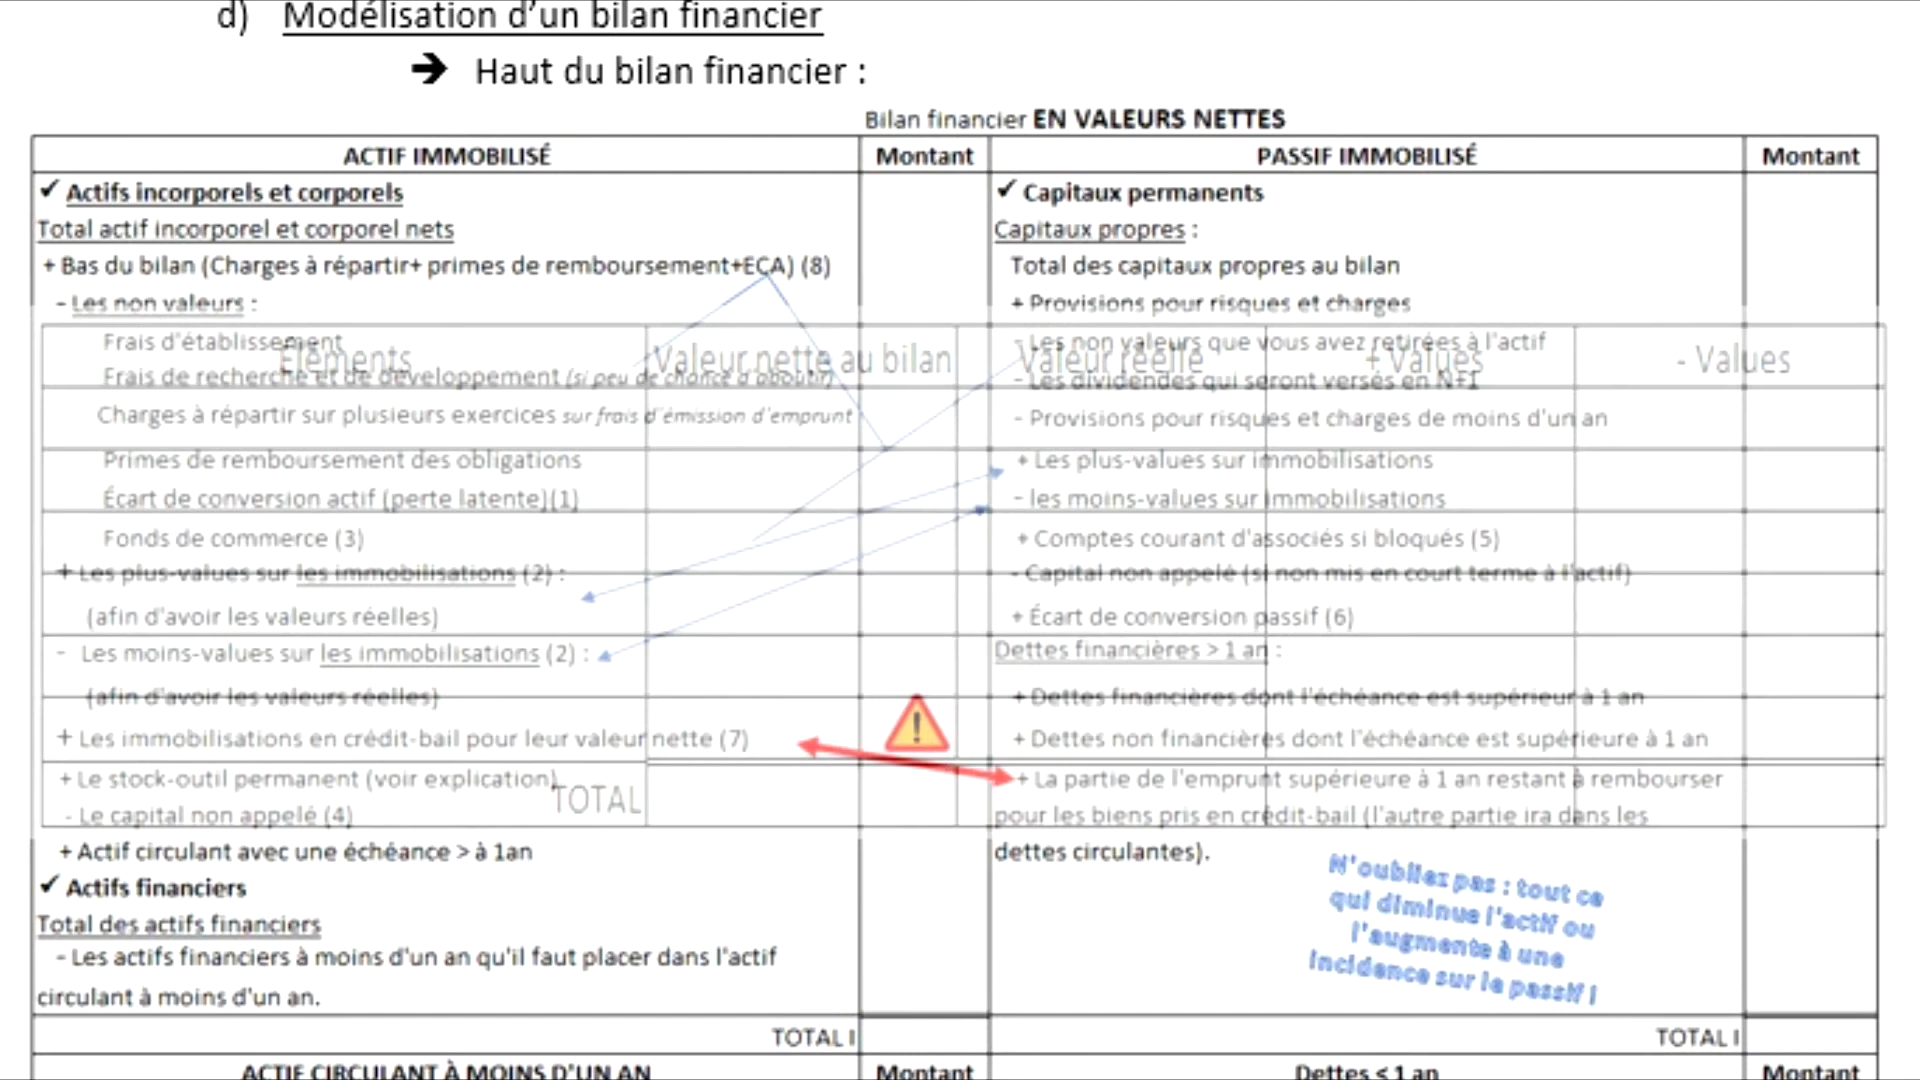 d) Modélisation d'un bilan financier
➔ Haut du bilan financier :
Bilan financier EN VALEURS NETTES
ACTIF IMMOBILISÉ Montant PASSIF IMMOBILISÉ Montant
✓ Actifs incorporels et corporels
Total actif incorporel et corporel nets
+ Bas du bilan (Charges à répartir+ primes de remboursement+ECA) (8)
- Les non valeurs :
Frais d'établissement
Frais de recherche et de développement (si peu de chance d'aboutir)
Charges à répartir sur plusieurs exercices sur frais d'émission d'emprunt
Primes de remboursement des obligations
Écart de conversion actif (perte latente)(1)
Fonds de commerce (3)
+ Les plus-values sur les immobilisations (2) :
(afin d'avoir les valeurs réelles)
- Les moins-values sur les immobilisations (2) :
(afin d'avoir les valeurs réelles)
+ Les immobilisations en crédit-bail pour leur valeur nette (7)
+ Le stock-outil permanent (voir explication)
- Le capital non appelé (4)
+ Actif circulant avec une échéance > à 1an
✓ Actifs financiers
Total des actifs financiers
- Les actifs financiers à moins d'un an qu'il faut placer dans l'actif
circulant à moins d'un an.
TOTAL I
✓ Capitaux permanents
Capitaux propres :
Total des capitaux propres au bilan
+ Provisions pour risques et charges
- Les non valeurs que vous avez retirées à l'actif
- Les dividendes qui seront versés en N+1
- Provisions pour risques et charges de moins d'un an
+ Les plus-values sur immobilisations
- les moins-values sur immobilisations
+ Comptes courant d'associés si bloqués (5)
- Capital non appelé (si non mis en court terme à l'actif)
+ Écart de conversion passif (6)
Dettes financières > 1 an :
+ Dettes financières dont l'échéance est supérieur à 1 an
+ Dettes non financières dont l'échéance est supérieure à 1 an
+ La partie de l'emprunt supérieure à 1 an restant à rembourser
pour les biens pris en crédit-bail (l'autre partie ira dans les
dettes circulantes).
N'oubliez pas : tout ce
qui diminue l'actif ou
l'augmente à une
incidence sur le passif !
TOTAL I
Éléments Valeur nette au bilan Valeur réelle + Values - Values
TOTAL
ACTIF CIRCULANT À MOINS D'UN AN Montant Dettes < 1 an Montant